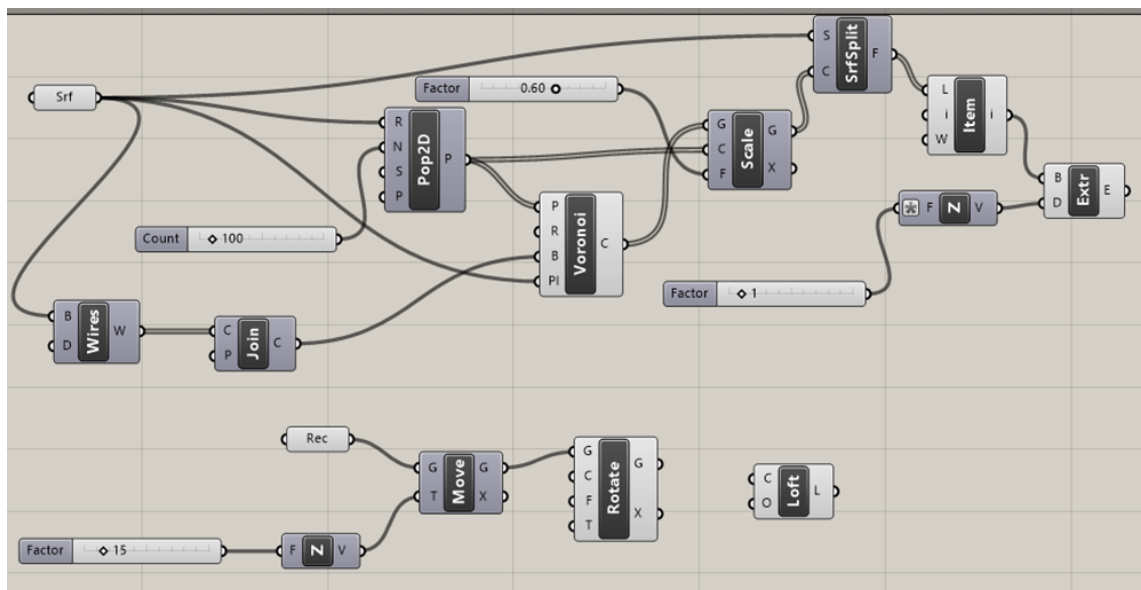 Srf
Factor 0.60
S
C
SrfSplit
F
L
i
W
Item
i
R
N
S
P
Pop2D
P
G
C
F
Scale
G
X
B
D
Extr
E
Count 100
P
R
B
Pl
Voronoi
C
F Z V
Factor 1
B
D
Wires
W
C
P
Join
C
Rec
G
T
Move
G
X
G
C
F
T
Rotate
G
X
C
O
Loft
L
Factor 15
F Z V